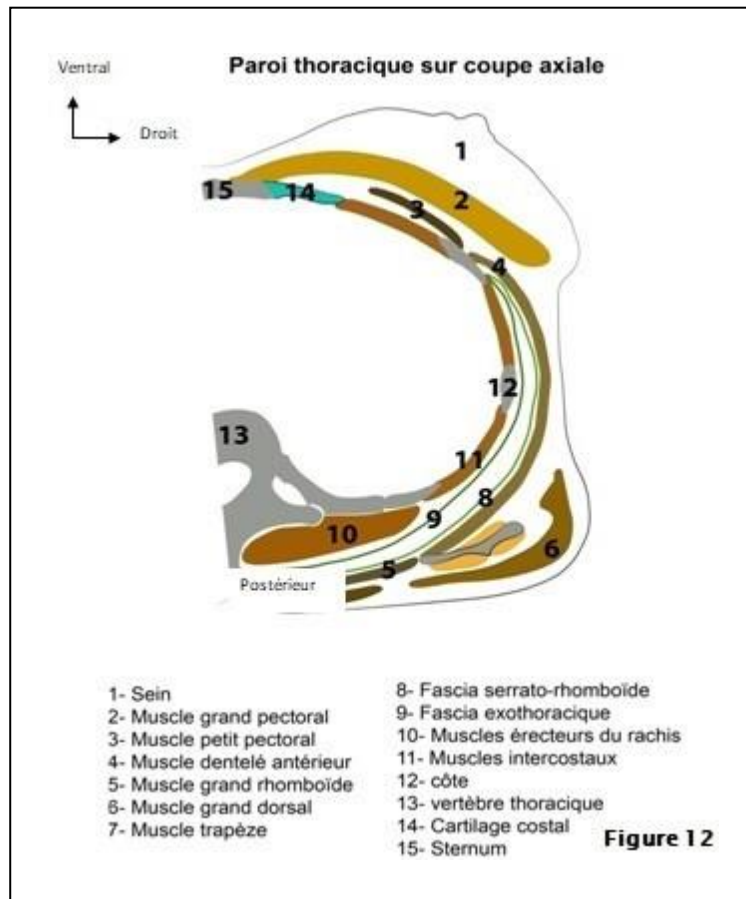 Ventral
Paroi thoracique sur coupe axiale
Droit
1
2
3
4
15
14
12
13
11
8
9
10
6
5
Postérieur
1- Sein
2- Muscle grand pectoral
3- Muscle petit pectoral
4- Muscle dentelé antérieur
5- Muscle grand rhomboïde
6- Muscle grand dorsal
7- Muscle trapèze
8- Fascia serrato-rhomboïde
9- Fascia exothoracique
10- Muscles érecteurs du rachis
11- Muscles intercostaux
12- côte
13- vertèbre thoracique
14- Cartilage costal
15- Sternum
Figure 12